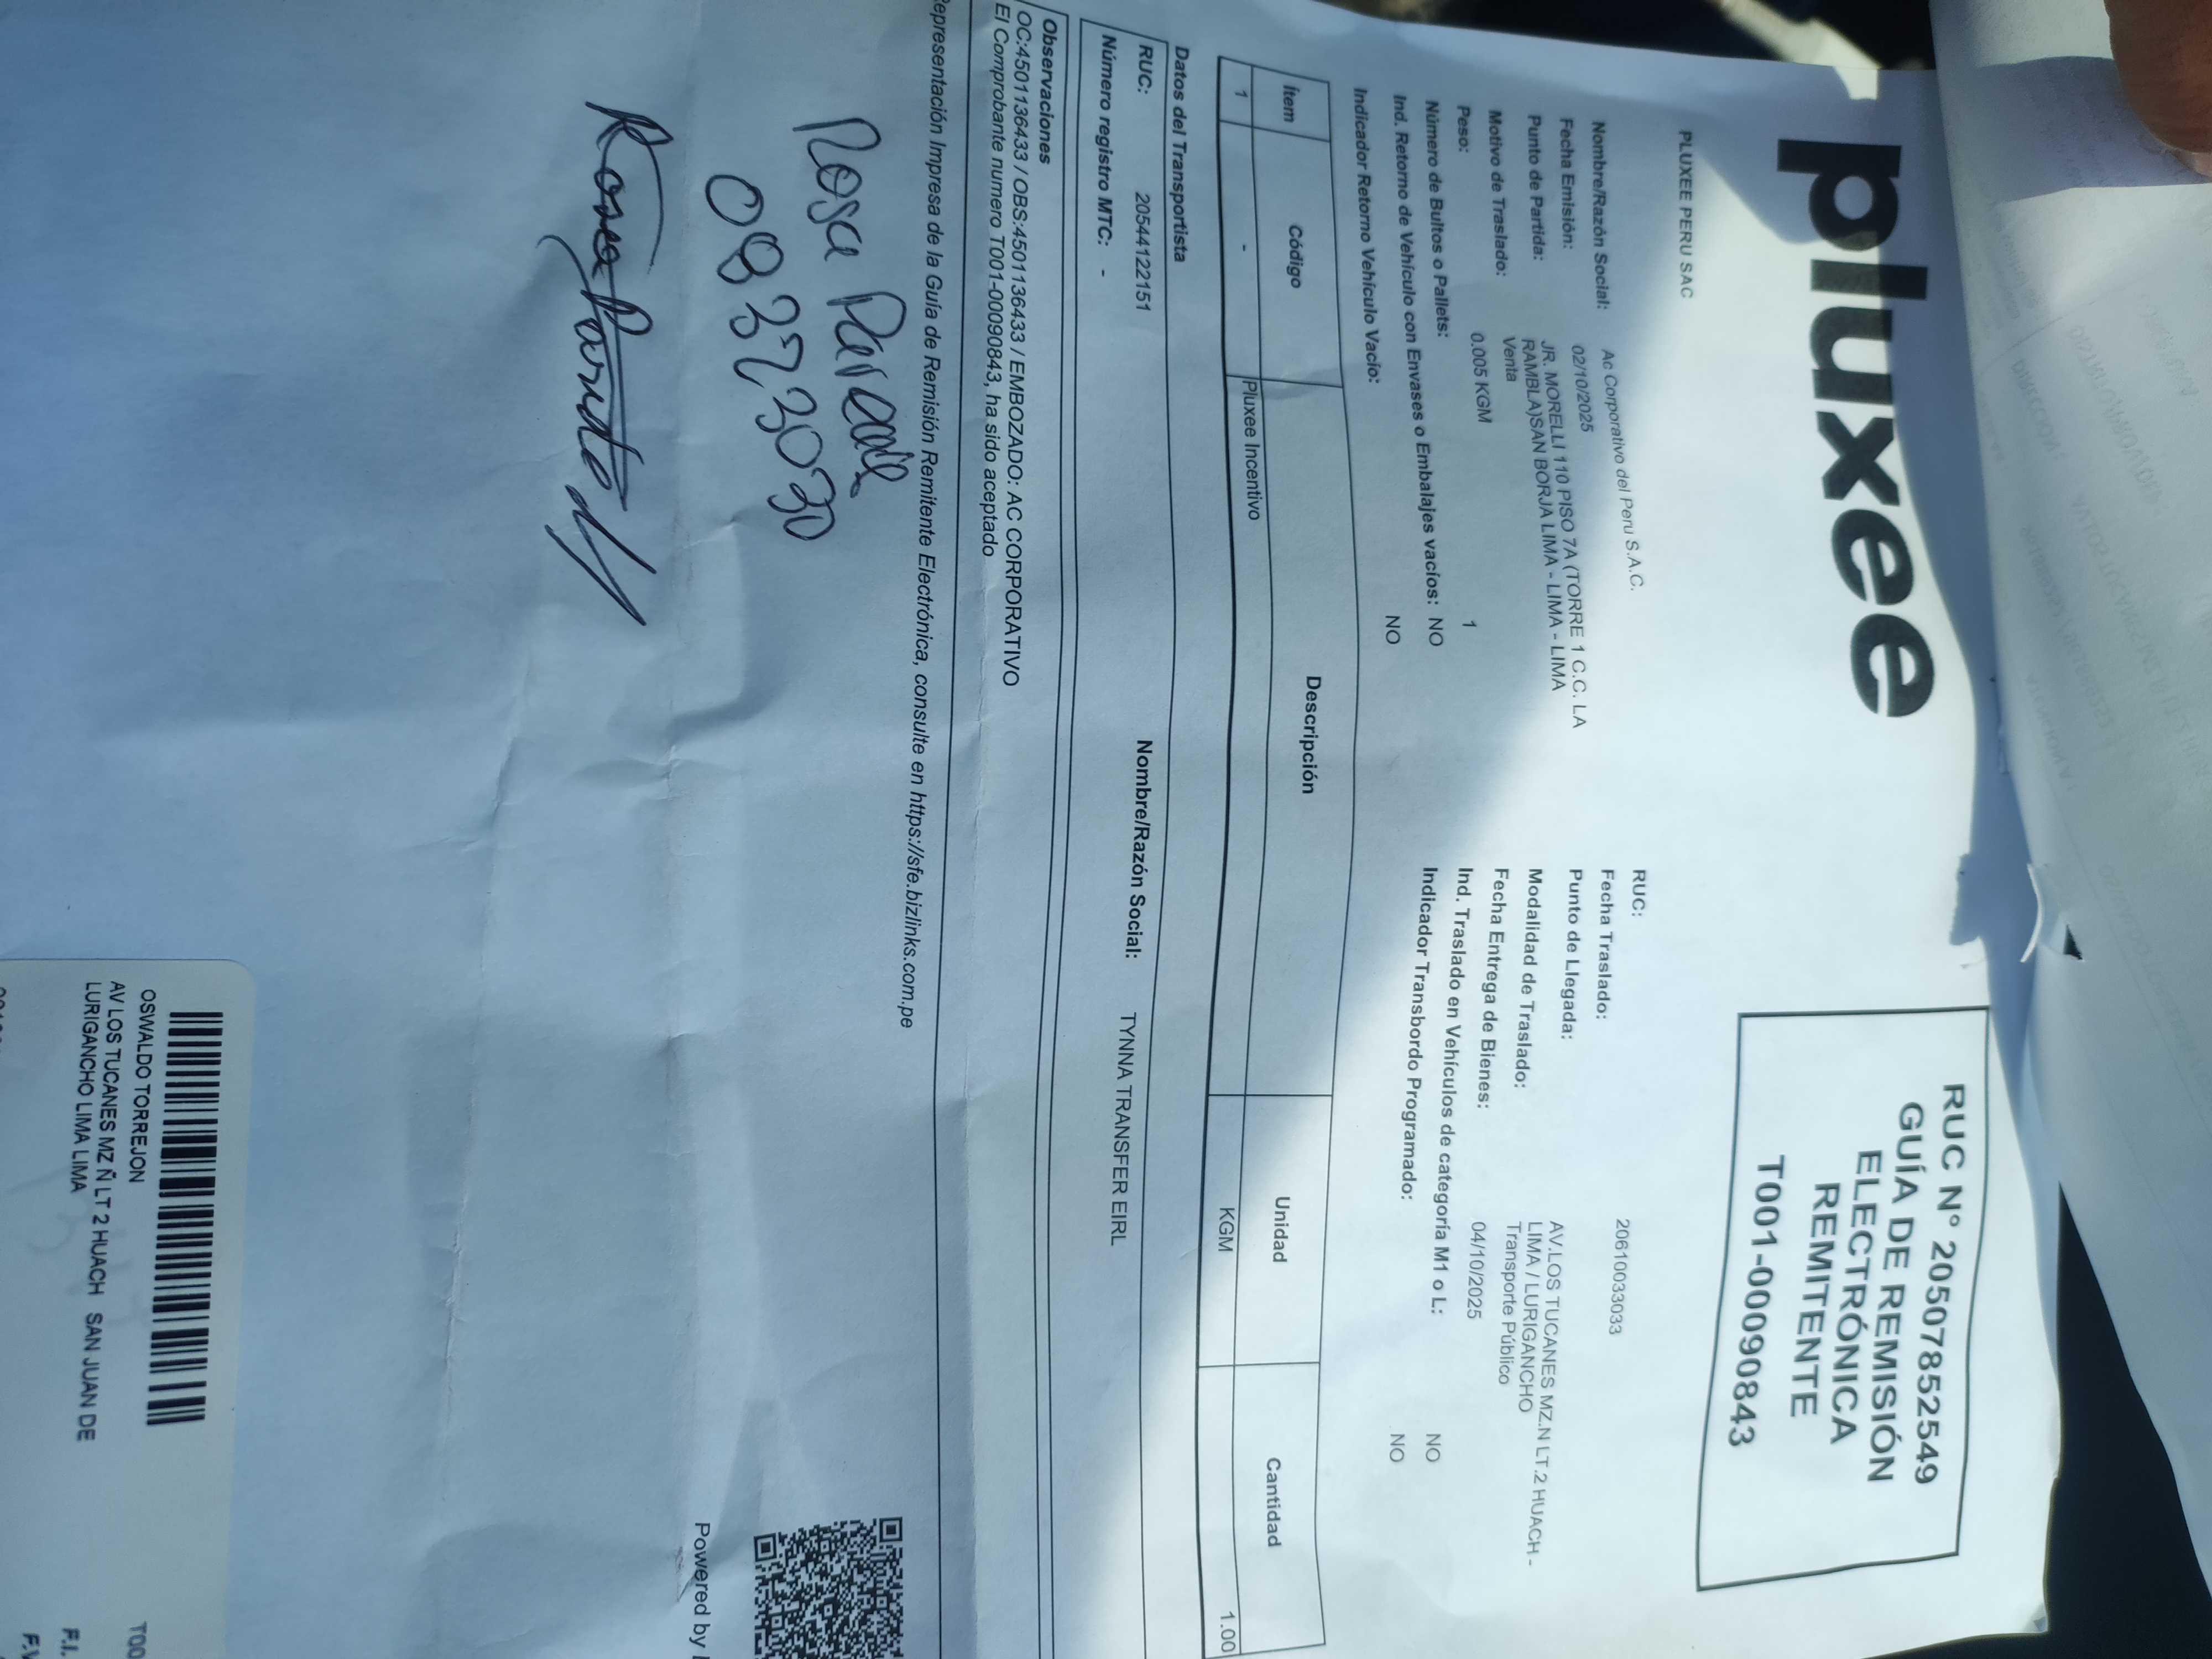 pluxee
RUC N° 20507852549
GUÍA DE REMISIÓN
ELECTRÓNICA
REMITENTE
T001-00090843
PLUXEE PERU SAC
Nombre/Razón Social: Ac Corporativo del Peru S.A.C.
RUC: 20610033033
Fecha Emisión: 02/10/2025
Fecha Traslado:
Punto de Partida: JR. MORELLI 110 PISO 7A (TORRE 1 C.C. LA
RAMBLA)SAN BORJA LIMA - LIMA - LIMA
Punto de Llegada: AV.LOS TUCANES MZ.N LT.2 HUACH -
LIMA / LURIGANCHO
Motivo de Traslado: Venta
Modalidad de Traslado: Transporte Público
Peso: 0.005 KGM
Fecha Entrega de Bienes: 04/10/2025
Número de Bultos o Pallets: 1
Ind. Traslado en Vehículos de categoría M1 o L: NO
Ind. Retorno de Vehículo con Envases o Embalajes vacíos: NO
Indicador Transbordo Programado: NO
Indicador Retorno Vehículo Vacio: NO
Ítem Código Descripción Unidad Cantidad
1 - Pluxee Incentivo KGM 1.00
Datos del Transportista
RUC: 20544122151 Nombre/Razón Social: TYNNA TRANSFER EIRL
Número registro MTC: -
Observaciones
OC:4501136433 / OBS:4501136433 / EMBOZADO: AC CORPORATIVO
El Comprobante numero T001-00090843, ha sido aceptado
Representación Impresa de la Guía de Remisión Remitente Electrónica, consulte en https://sfe.bizlinks.com.pe
Rosa
08323030
Rosa
Powered by
OSWALDO TORREJON
AV LOS TUCANES MZ Ñ LT 2 HUACH SAN JUAN DE
LURIGANCHO LIMA LIMA
T00
F.I.